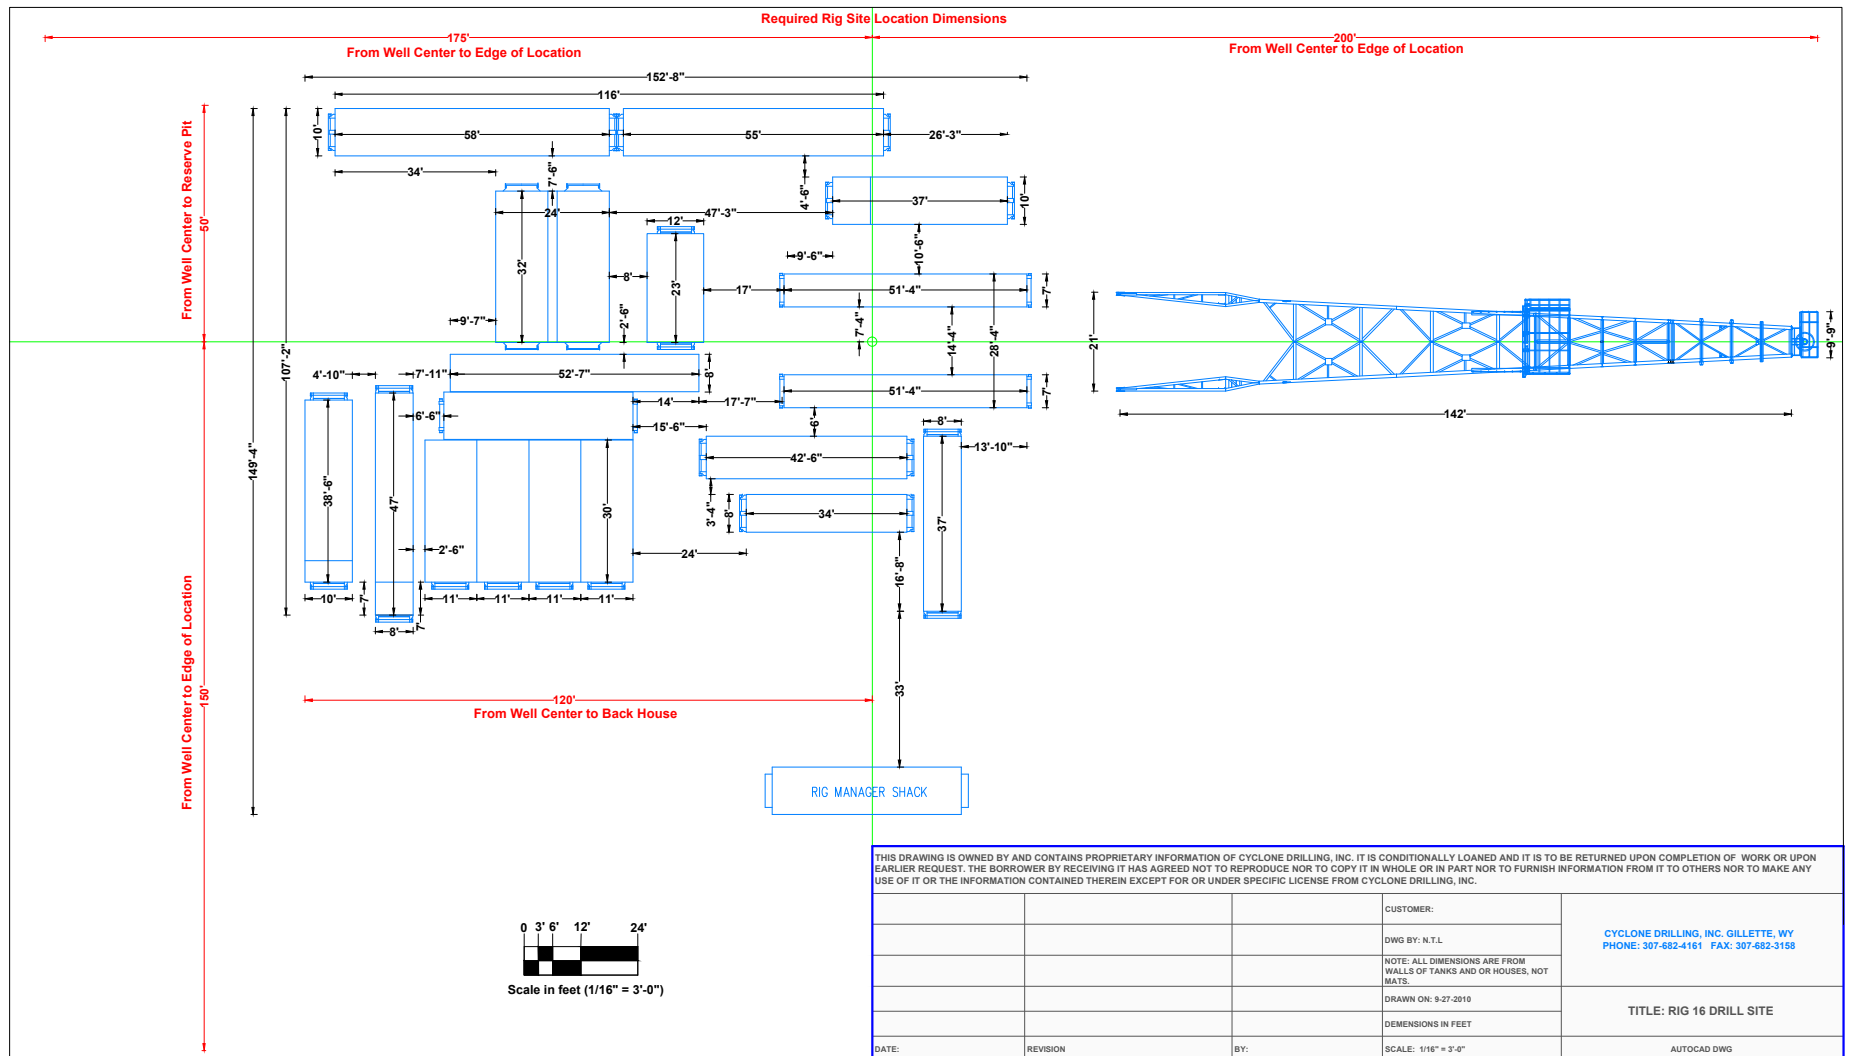 Required Rig Site Location Dimensions
175'
200'
From Well Center to Edge of Location
From Well Center to Edge of Location
152'-8"
116'
10'
58'
55'
26'-3"
From Well Center to Reserve Pit
50'
34'
7'-6"
4'-6"
37'
10'
24'
47'-3"
12'
10'-6"
9'-6"
32'
8'
23'
17'
51'-4"
7'
9'-7"
2'-6"
7'-4"
14'-4"
28'-4"
21'
9'-9"
107'-2"
4'-10"
7'-11"
52'-7"
8'
51'-4"
7'
14'
17'-7"
142'
6'-6"
15'-6"
6'
8'
13'-10"
149'-4"
38'-6"
47'
30'
42'-6"
3'-4"
8'
34'
37'
2'-6"
24'
16'-8"
10'
7'
11'
11'
11'
11'
8'
7'
From Well Center to Edge of Location
150'
120'
From Well Center to Back House
33'
RIG MANAGER SHACK
THIS DRAWING IS OWNED BY AND CONTAINS PROPRIETARY INFORMATION OF CYCLONE DRILLING, INC. IT IS CONDITIONALLY LOANED AND IT IS TO BE RETURNED UPON COMPLETION OF WORK OR UPON
EARLIER REQUEST. THE BORROWER BY RECEIVING IT HAS AGREED NOT TO REPRODUCE NOR TO COPY IT IN WHOLE OR IN PART NOR TO FURNISH INFORMATION FROM IT TO OTHERS NOR TO MAKE ANY
USE OF IT OR THE INFORMATION CONTAINED THEREIN EXCEPT FOR OR UNDER SPECIFIC LICENSE FROM CYCLONE DRILLING, INC.
CUSTOMER:
DWG BY: N.T.L
NOTE: ALL DIMENSIONS ARE FROM
WALLS OF TANKS AND OR HOUSES, NOT
MATS.
DRAWN ON: 9-27-2010
DEMENSIONS IN FEET
CYCLONE DRILLING, INC. GILLETTE, WY
PHONE: 307-682-4161 FAX: 307-682-3158
TITLE: RIG 16 DRILL SITE
DATE:
REVISION
BY:
SCALE: 1/16" = 3'-0"
AUTOCAD DWG
0 3' 6' 12' 24'
Scale in feet (1/16" = 3'-0")